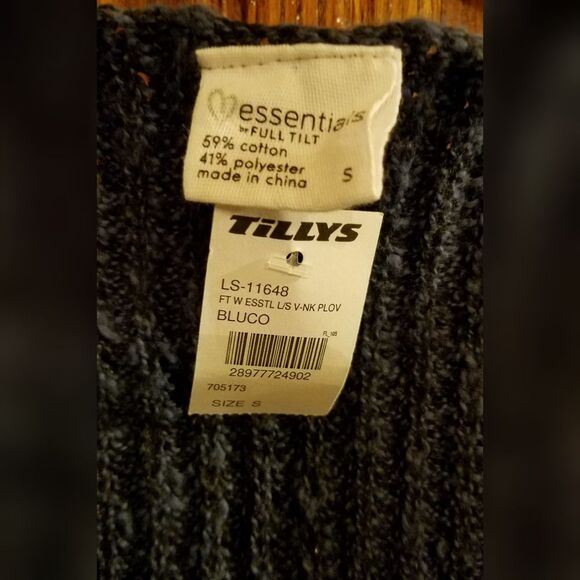 essentials
by FULL TILT
59% cotton
41% polyester
made in china
S
TILLYS
LS-11648
FT W ESSTL L/S V-NK PLOV
BLUCO
FI_105
28977724902
705173
SIZE S